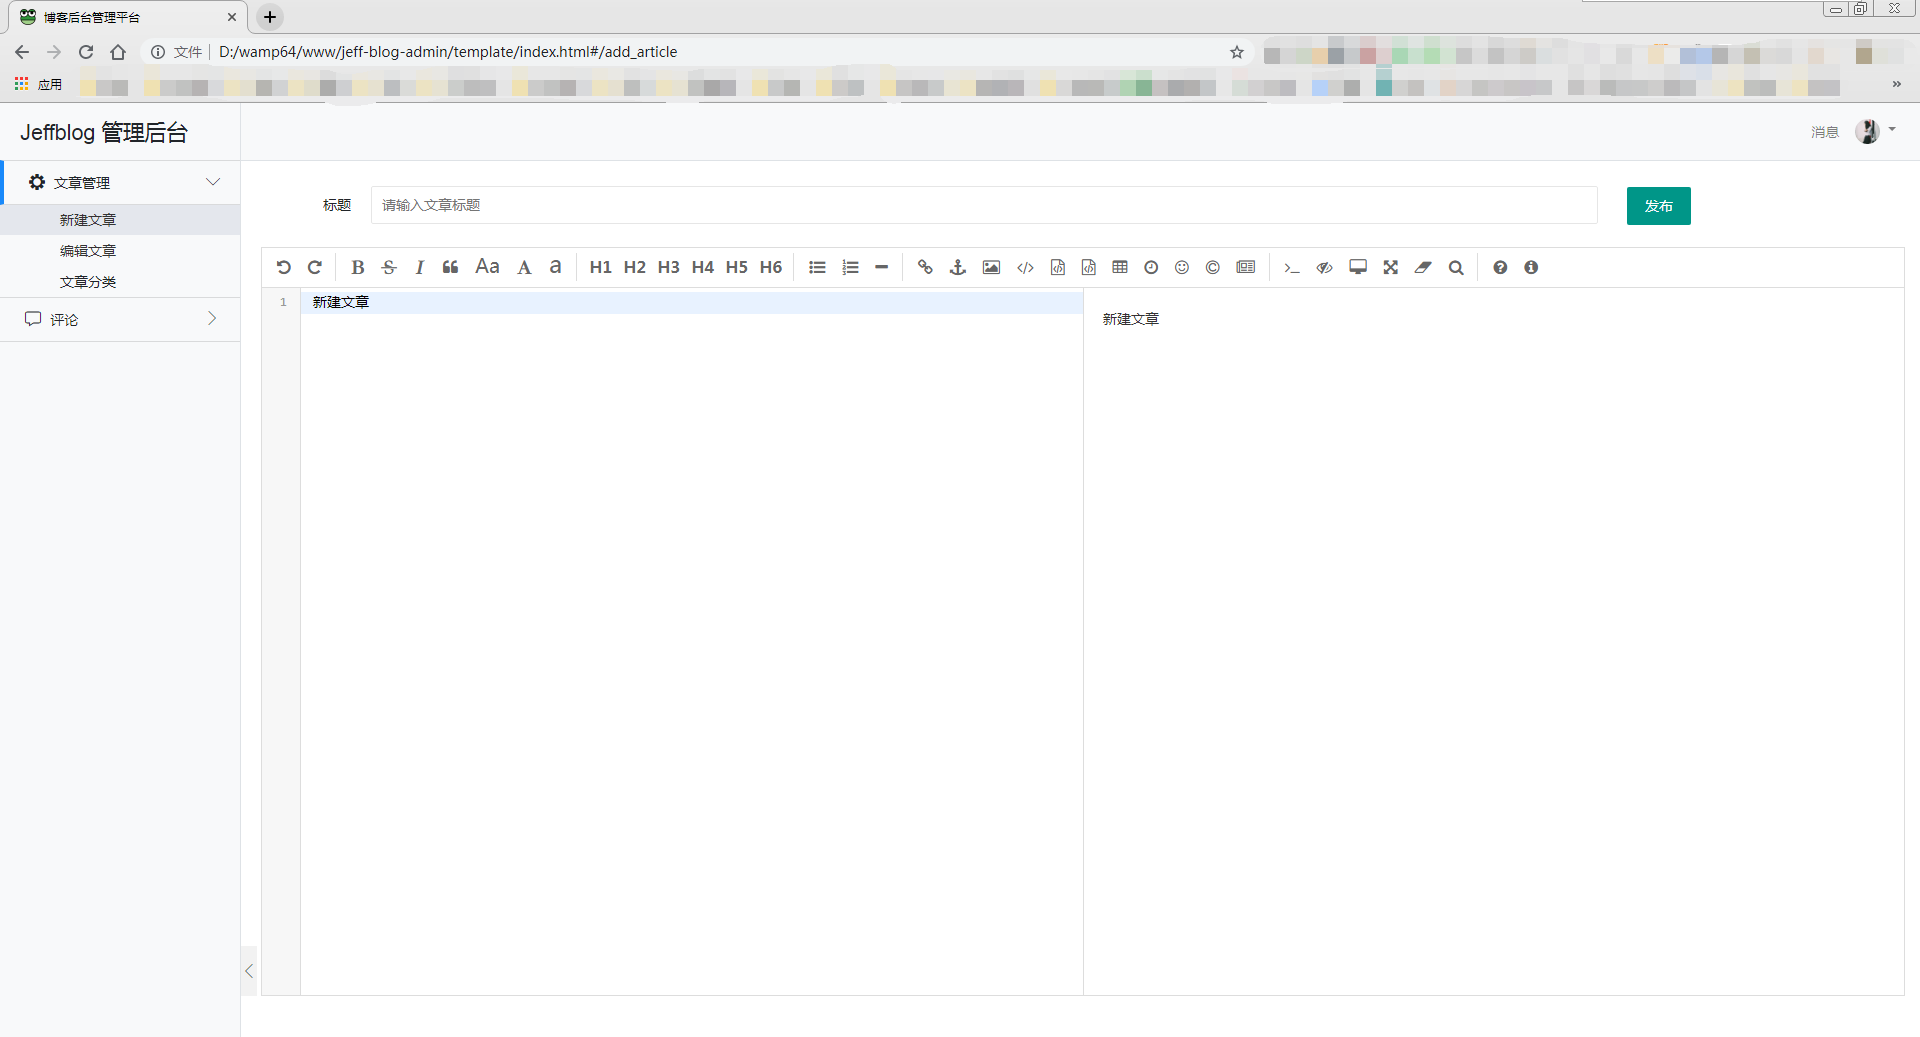 博客后台管理平台
文件 D:/wamp64/www/jeff-blog-admin/template/index.html#/add_article
应用
Jeffblog 管理后台
消息
文章管理
新建文章
编辑文章
文章分类
评论
标题 请输入文章标题 发布
B S I Aa A a H1 H2 H3 H4 H5 H6
1 新建文章
新建文章